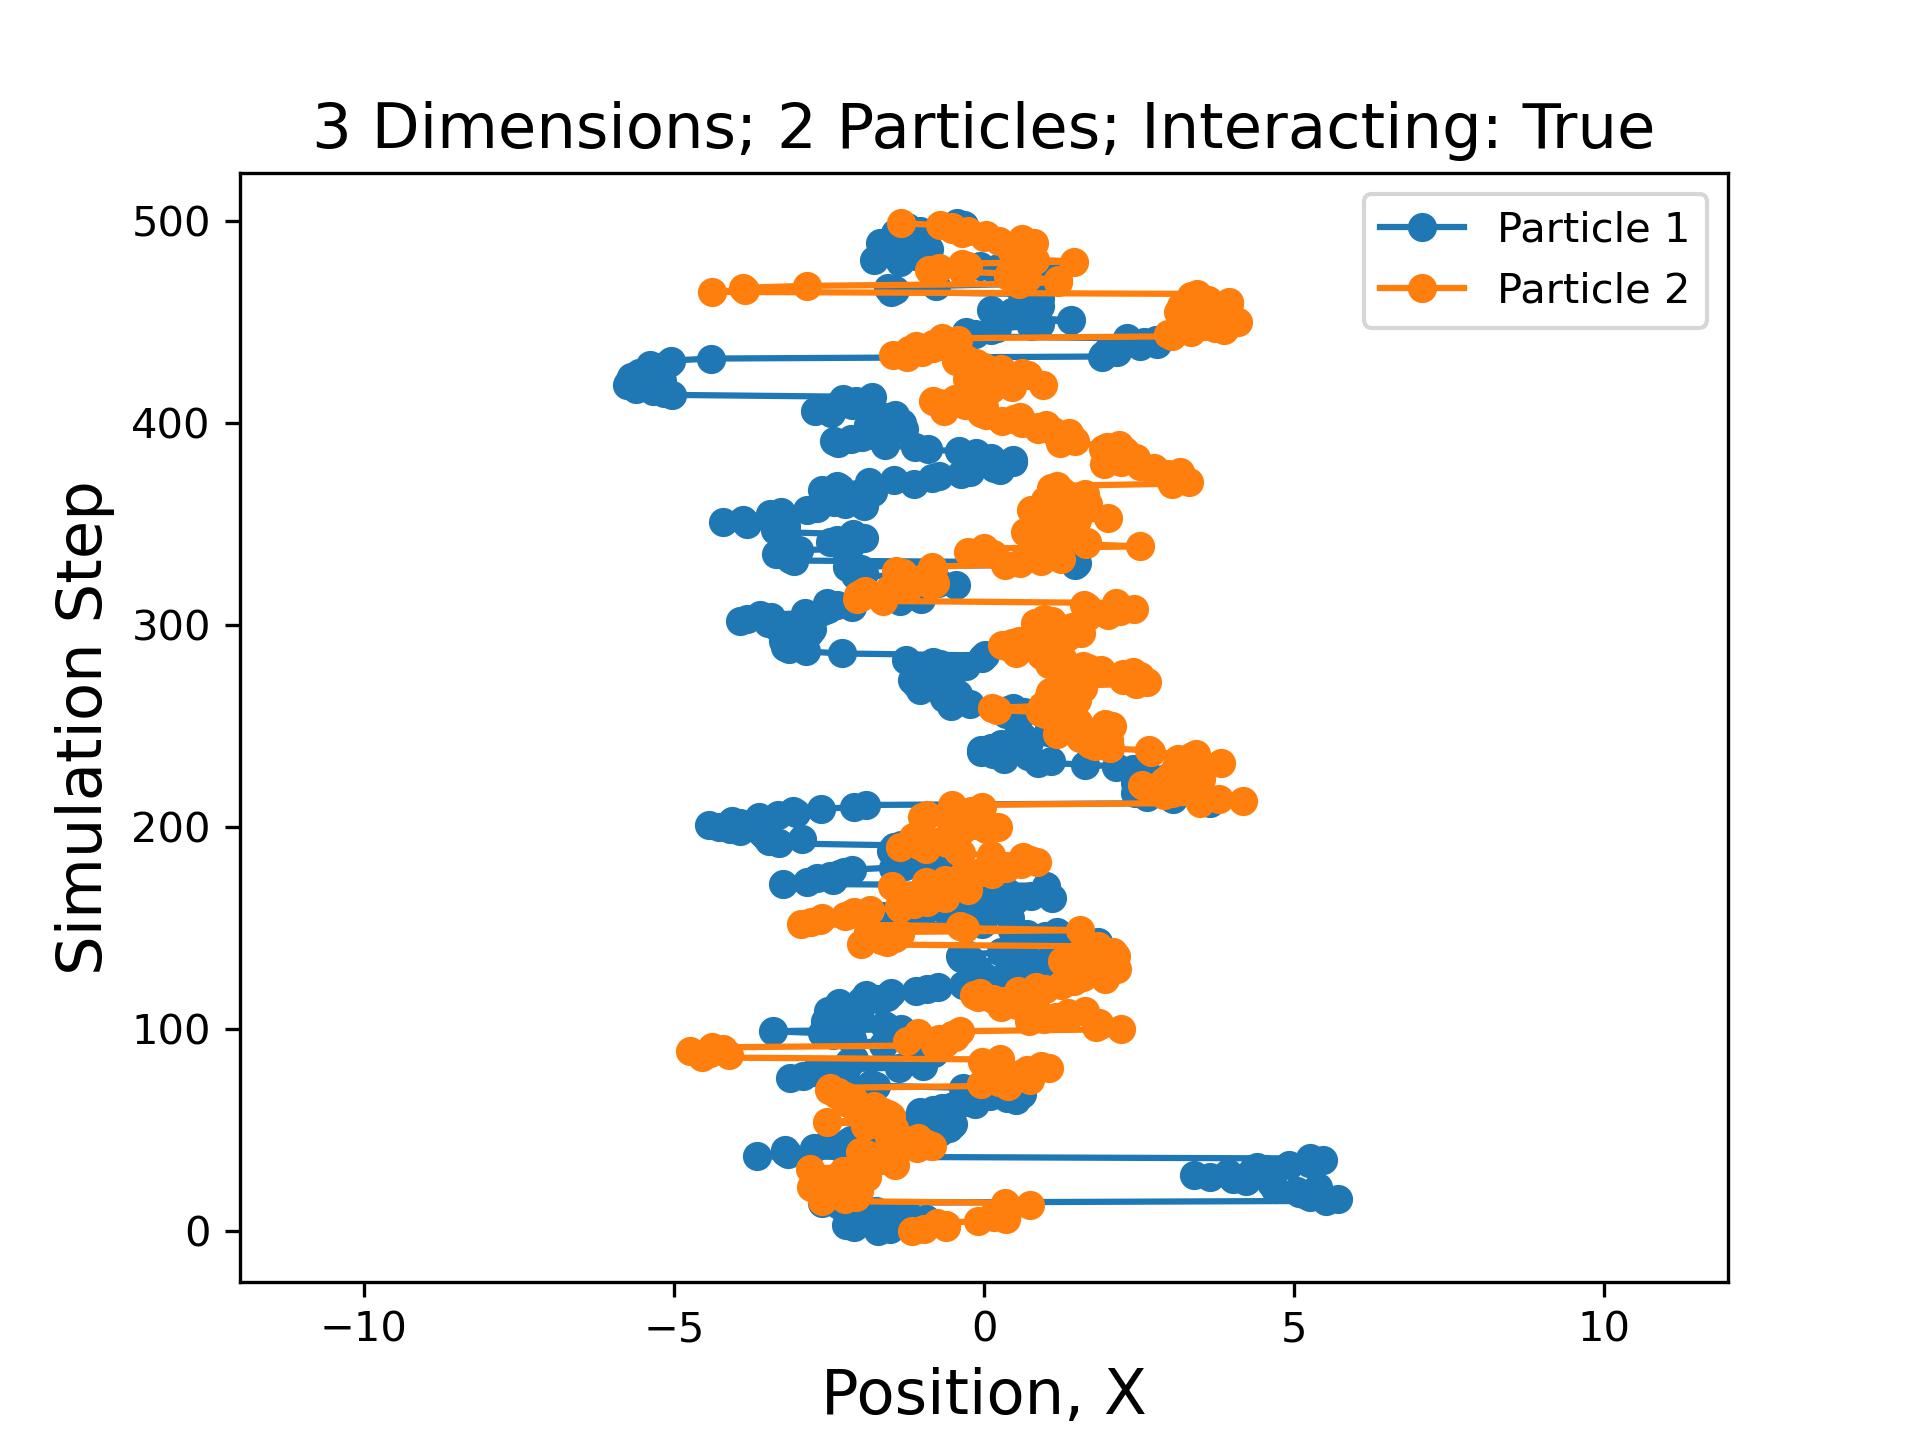 3 Dimensions; 2 Particles; Interacting: True
Particle 1
Particle 2
Simulation Step
500
400
300
200
100
0
−10
−5
0
5
10
Position, X